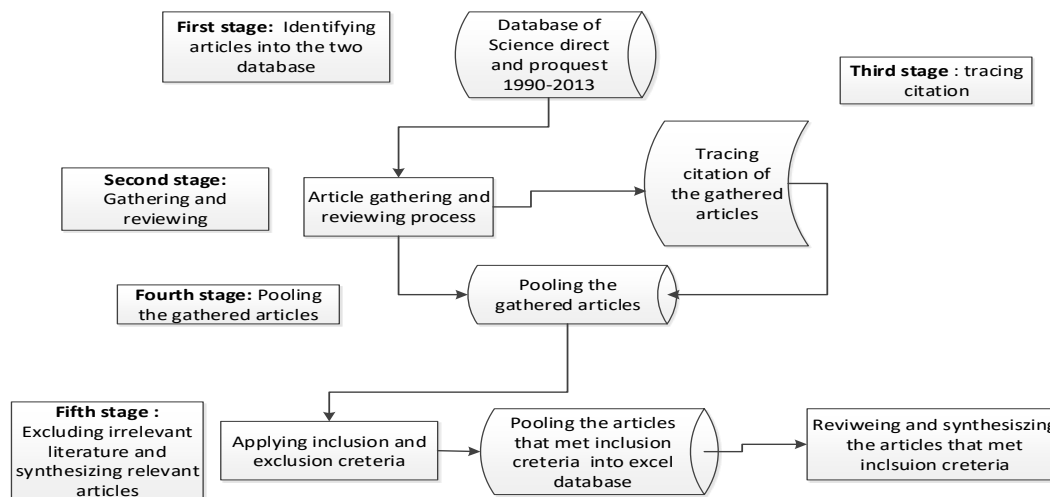 First stage: Identifying
articles into the two
database
Database of
Science direct
and proquest
1990-2013
Third stage : tracing
citation
Second stage:
Gathering and
reviewing
Article gathering and
reviewing process
Tracing
citation of
the gathered
articles
Fourth stage: Pooling
the gathered articles
Pooling the
gathered articles
Fifth stage :
Excluding irrelevant
literature and
synthesizing relevant
articles
Applying inclusion and
exclusion creteria
Pooling the articles
that met inclusion
creteria into excel
database
Reviweing and synthesiszing
the articles that met
inclsuion creteria